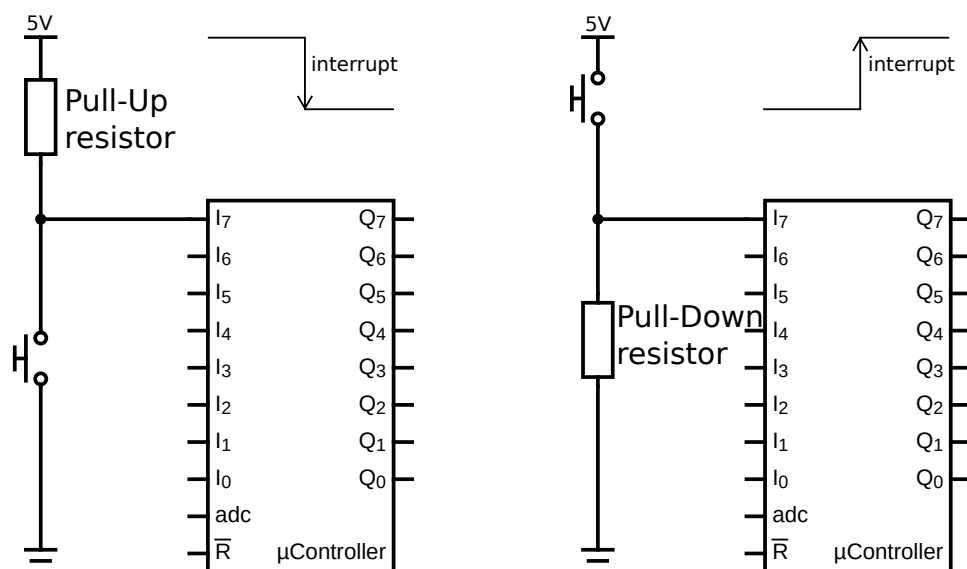 5V
interrupt
Pull-Up
resistor
I7 Q7
I6 Q6
I5 Q5
I4 Q4
I3 Q3
I2 Q2
I1 Q1
I0 Q0
adc
R̅ µController
5V
interrupt
I7 Q7
I6 Q6
I5 Q5
Pull-Down
resistor
I4 Q4
I3 Q3
I2 Q2
I1 Q1
I0 Q0
adc
R̅ µController